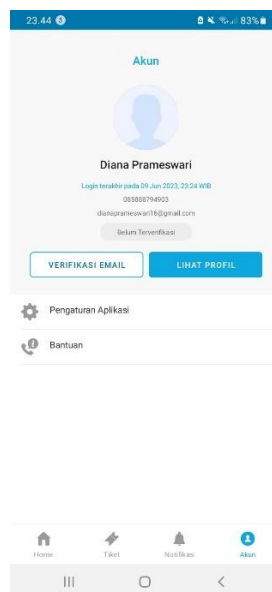 23.44
83%
Akun
Diana Prameswari
Login terakhir pada 09 Jun 2023, 23:24 WIB
085888794903
dianaprameswari16@gmail.com
Belum Terverifikasi
VERIFIKASI EMAIL LIHAT PROFIL
Pengaturan Aplikasi
Bantuan
Home Tiket Notifikasi Akun